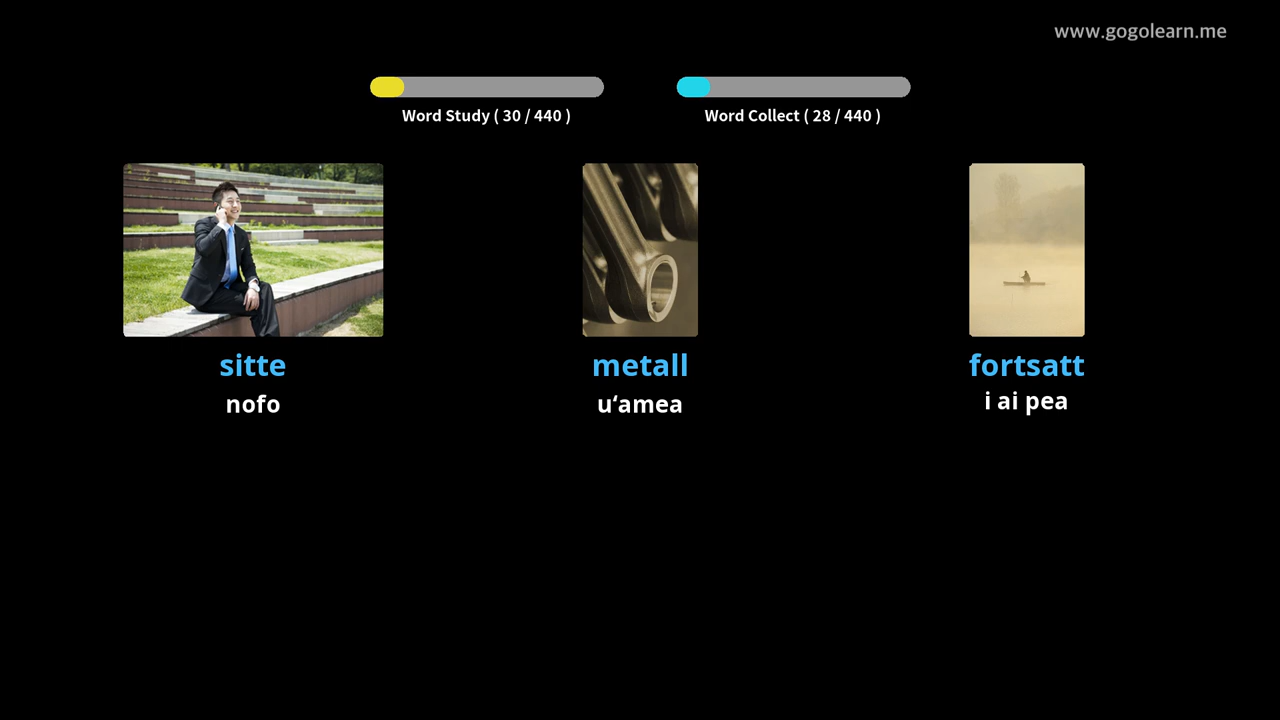 www.gogolearn.me
Word Study ( 30 / 440 )
Word Collect ( 28 / 440 )
sitte
metall
fortsatt
nofo
u‘amea
i ai pea